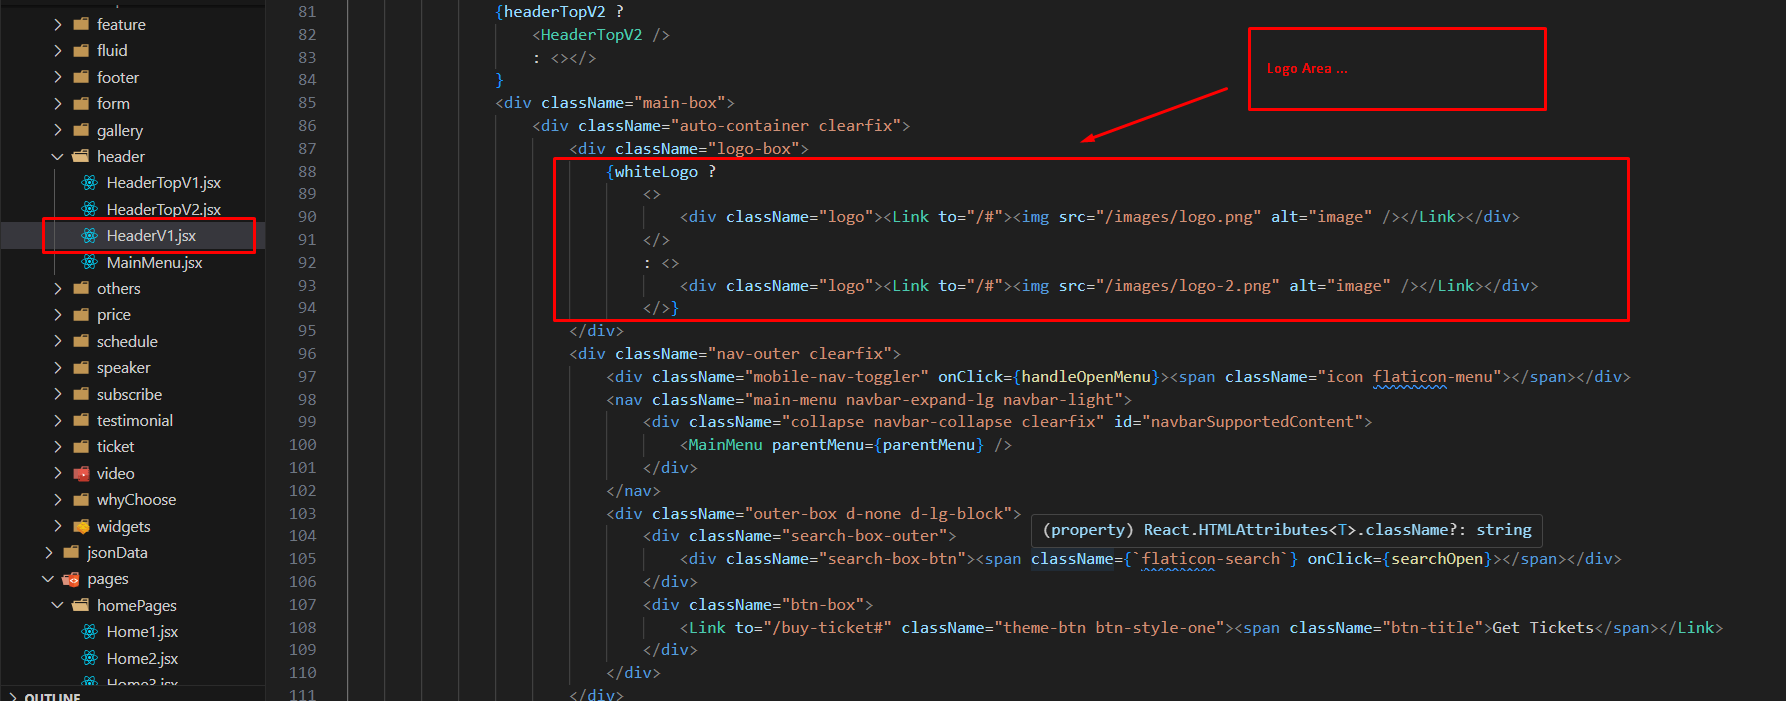 feature
fluid
footer
form
gallery
header
HeaderTopV1.jsx
HeaderTopV2.jsx
HeaderV1.jsx
MainMenu.jsx
others
price
schedule
speaker
subscribe
testimonial
ticket
video
whyChoose
widgets
jsonData
pages
homePages
Home1.jsx
Home2.jsx
Home3.jsx
OUTLINE
81 {headerTopV2 ?
82 <HeaderTopV2 />
83 : <></>
84 }
85 <div className="main-box">
86 <div className="auto-container clearfix">
87 <div className="logo-box">
88 {whiteLogo ?
89 <>
90 <div className="logo"><Link to="/#"><img src="/images/logo.png" alt="image" /></Link></div>
91 </>
92 : <>
93 <div className="logo"><Link to="/#"><img src="/images/logo-2.png" alt="image" /></Link></div>
94 </>}
95 </div>
96 <div className="nav-outer clearfix">
97 <div className="mobile-nav-toggler" onClick={handleOpenMenu}><span className="icon flaticon-menu"></span></div>
98 <nav className="main-menu navbar-expand-lg navbar-light">
99 <div className="collapse navbar-collapse clearfix" id="navbarSupportedContent">
100 <MainMenu parentMenu={parentMenu} />
101 </div>
102 </nav>
103 <div className="outer-box d-none d-lg-block">
104 <div className="search-box-outer">
105 <div className="search-box-btn"><span className={`flaticon-search`} onClick={searchOpen}></span></div>
106 </div>
107 <div className="btn-box">
108 <Link to="/buy-ticket#" className="theme-btn btn-style-one"><span className="btn-title">Get Tickets</span></Link>
109 </div>
110 </div>
111 </div>
Logo Area ...
(property) React.HTMLAttributes<T>.className?: string